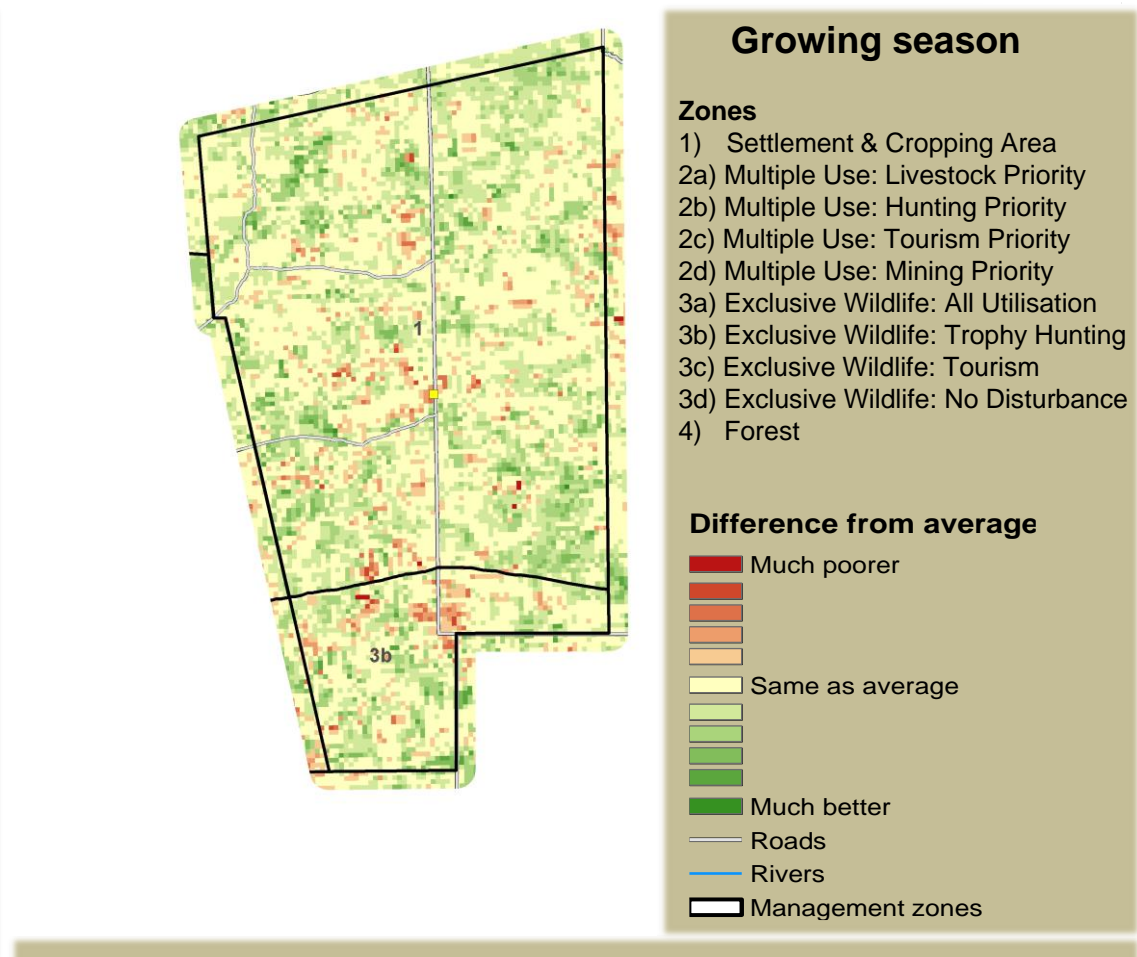 Growing season
Zones
1) Settlement & Cropping Area
2a) Multiple Use: Livestock Priority
2b) Multiple Use: Hunting Priority
2c) Multiple Use: Tourism Priority
2d) Multiple Use: Mining Priority
3a) Exclusive Wildlife: All Utilisation
3b) Exclusive Wildlife: Trophy Hunting
3c) Exclusive Wildlife: Tourism
3d) Exclusive Wildlife: No Disturbance
4) Forest
Difference from average
Much poorer
Same as average
Much better
Roads
Rivers
Management zones
1
3b